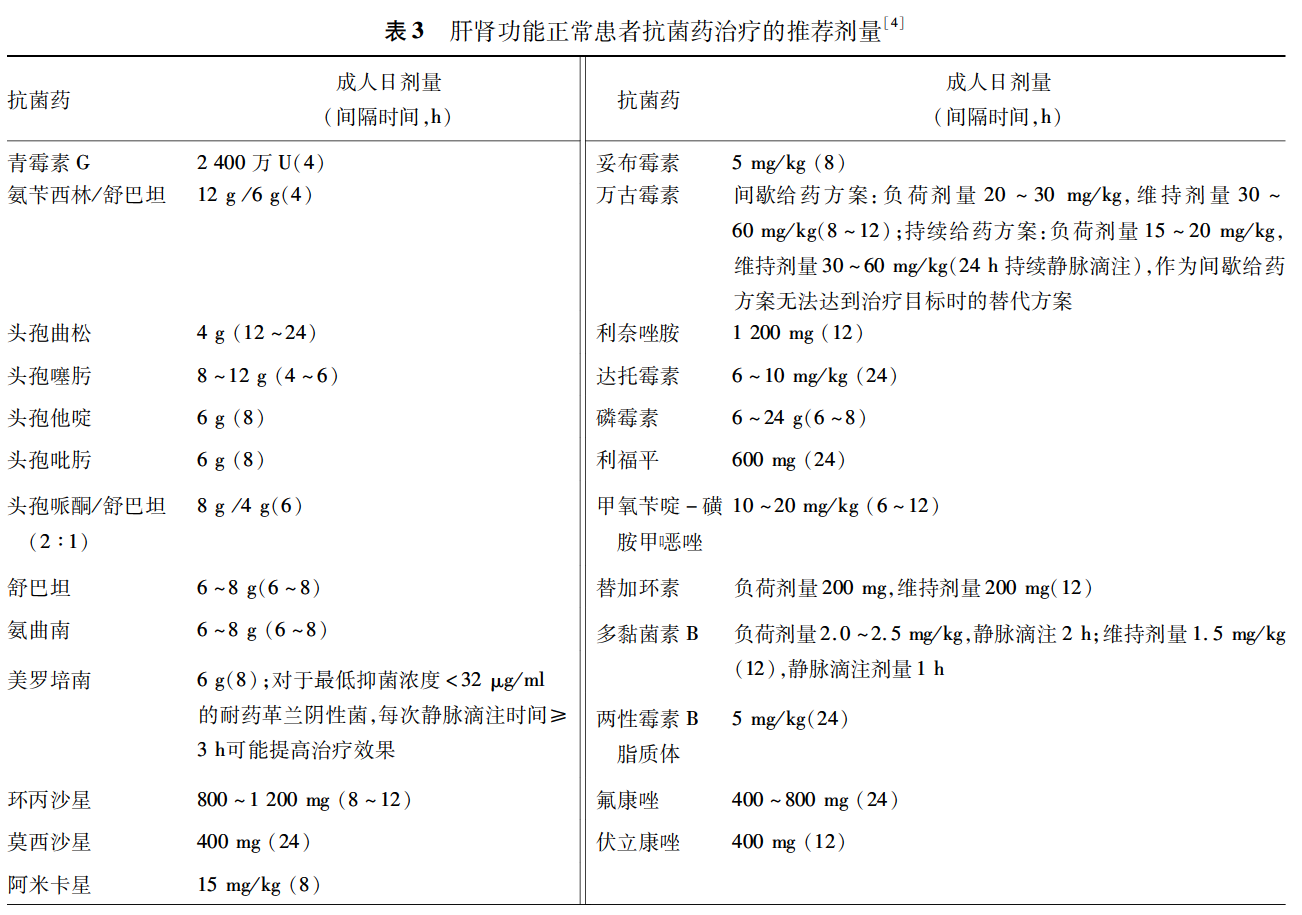 表3 肝肾功能正常患者抗菌药治疗的推荐剂量[4]
抗菌药
成人日剂量
(间隔时间,h)
青霉素 G 2 400 万 U(4)
氨苄西林/舒巴坦 12 g /6 g(4)
头孢曲松 4 g (12 ~24)
头孢噻肟 8 ~12 g (4 ~6)
头孢他啶 6 g (8)
头孢吡肟 6 g (8)
头孢哌酮/舒巴坦 8 g /4 g(6)
(2∶1)
舒巴坦 6 ~8 g(6 ~8)
氨曲南 6 ~8 g (6 ~8)
美罗培南 6 g(8);对于最低抑菌浓度<32 μg/ml
的耐药革兰阴性菌,每次静脉滴注时间≥
3 h可能提高治疗效果
环丙沙星 800 ~1 200 mg (8 ~12)
莫西沙星 400 mg (24)
阿米卡星 15 mg/kg (8)
抗菌药
成人日剂量
(间隔时间,h)
妥布霉素 5 mg/kg (8)
万古霉素 间歇给药方案:负荷剂量 20 ~ 30 mg/kg,维持剂量 30 ~
60 mg/kg(8 ~12);持续给药方案:负荷剂量15 ~20 mg/kg,
维持剂量30 ~60 mg/kg(24 h 持续静脉滴注),作为间歇给药
方案无法达到治疗目标时的替代方案
利奈唑胺 1 200 mg (12)
达托霉素 6 ~10 mg/kg (24)
磷霉素 6 ~24 g(6 ~8)
利福平 600 mg (24)
甲氧苄啶-磺 10 ~20 mg/kg (6 ~12)
胺甲噁唑
替加环素 负荷剂量200 mg,维持剂量200 mg(12)
多黏菌素 B 负荷剂量2.0 ~2.5 mg/kg,静脉滴注2 h;维持剂量1.5 mg/kg
(12),静脉滴注剂量1 h
两性霉素 B 5 mg/kg(24)
脂质体
氟康唑 400 ~800 mg (24)
伏立康唑 400 mg (12)